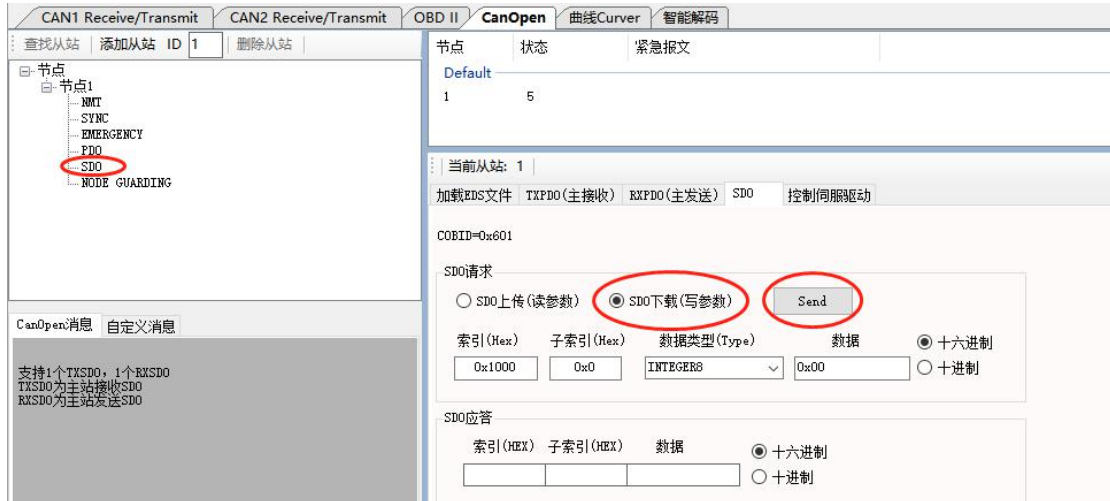 CAN1 Receive/Transmit CAN2 Receive/Transmit OBD II CanOpen 曲线Curver 智能解码
查找从站 添加从站 ID 1 删除从站
节点
节点1
NMT
SYNC
EMERGENCY
PDO
SDO
NODE GUARDING
CanOpen消息 自定义消息
支持1个TXSDO，1个RXSDO
TXSDO为主站接收SDO
RXSDO为主站发送SDO
节点 状态 '紧急报文
Default
1 5
当前从站: 1
加载EDS文件 TXPDO(主接收) RXPDO(主发送) SDO 控制伺服驱动
COBID=0x601
SDO请求
SDO上传(读参数) SDO下载(写参数) Send
索引(Hex) 子索引(Hex) 数据类型(Type) 数据 十六进制
0x1000 0x0 INTEGER8 0x00 十进制
SDO应答
索引(HEX) 子索引(HEX) 数据 十六进制
十进制